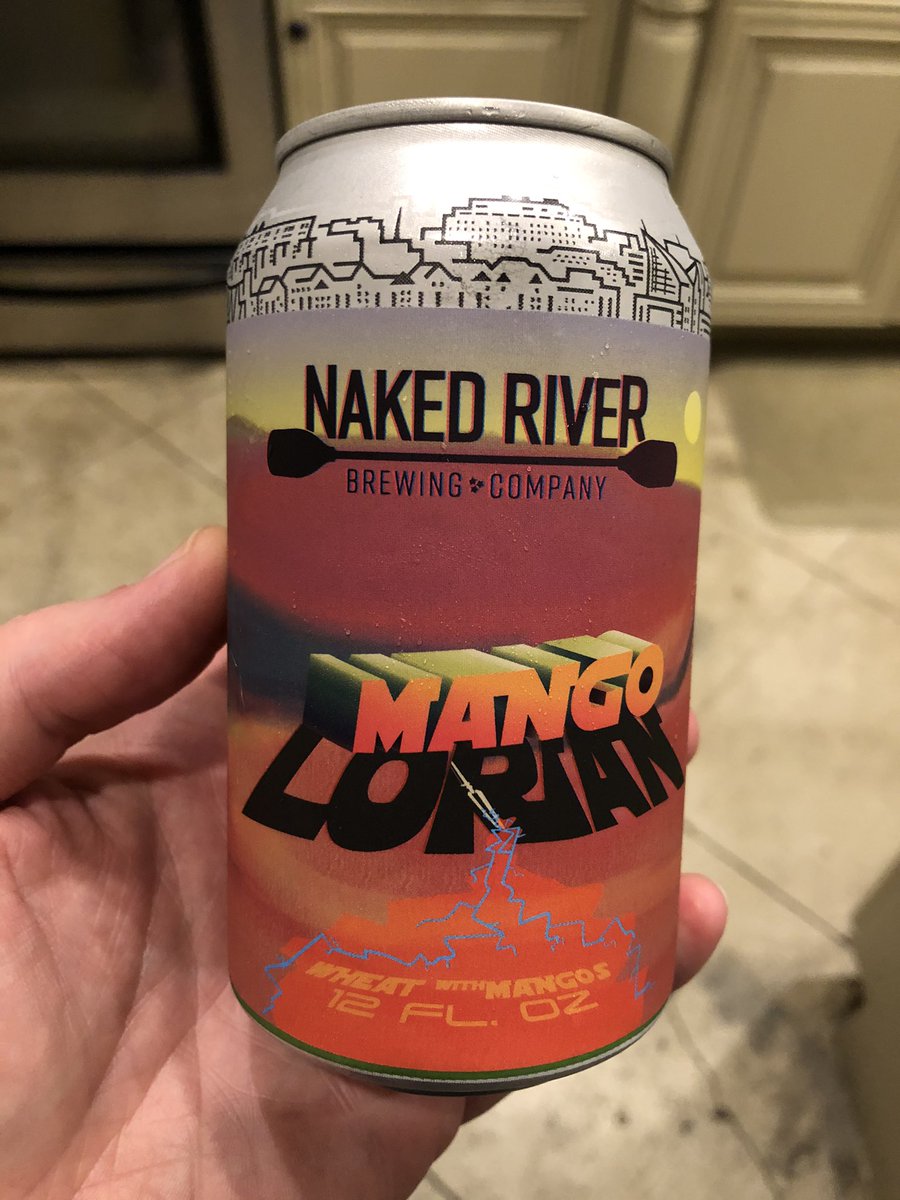 NAKED RIVER
BREWING COMPANY
MANGO
LORIAN
WHEAT WITH MANGOS
12 FL. OZ